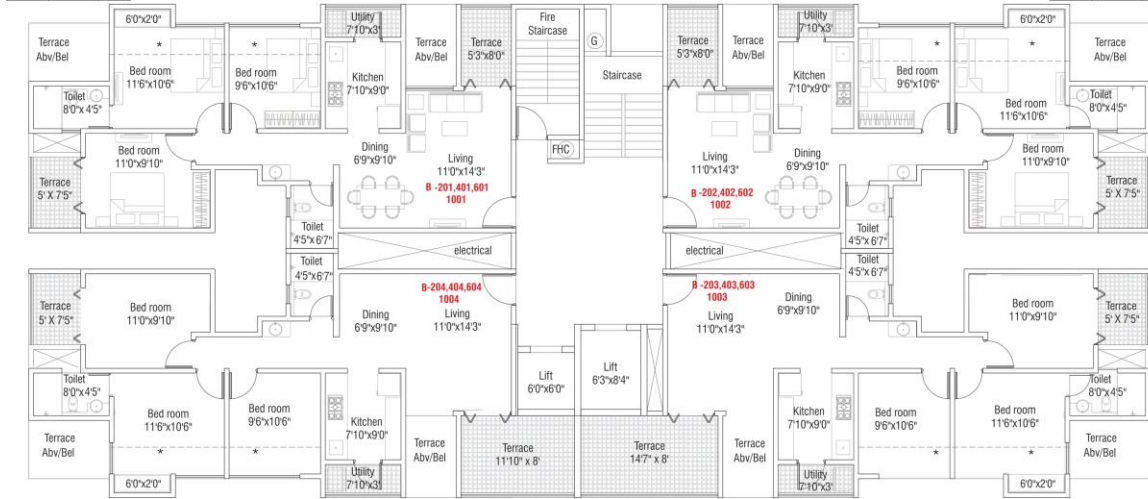 6'0"x2'0"
Terrace
Abv/Bel
Bed room
11'6"x10'6"
Bed room
9'6"x10'6"
Utility
7'10"x3'
Kitchen
7'10"x9'0"
Terrace
Abv/Bel
Terrace
5'3"x8'0"
Fire
Staircase
G
Staircase
Terrace
5'3"x8'0"
Terrace
Abv/Bel
Utility
7'10"x3'
Kitchen
7'10"x9'0"
Bed room
9'6"x10'6"
6'0"x2'0"
Bed room
11'6"x10'6"
Terrace
Abv/Bel
Toilet
8'0"x4'5"
Toilet
8'0"x4'5"
Bed room
11'0"x9'10"
Dining
6'9"x9'10"
Living
11'0"x14'3"
FHC
Living
11'0"x14'3"
Dining
6'9"x9'10"
Bed room
11'0"x9'10"
Terrace
5' X 7'5"
B -201,401,601
1001
B -202,402,602
1002
Terrace
5' X 7'5"
Toilet
4'5"x6'7"
Toilet
4'5"x6'7"
electrical
electrical
Toilet
4'5"x6'7"
Toilet
4'5"x6'7"
Terrace
5' X 7'5"
Bed room
11'0"x9'10"
Dining
6'9"x9'10"
B-204,404,604
1004
Living
11'0"x14'3"
B -203,403,603
1003
Living
11'0"x14'3"
Dining
6'9"x9'10"
Bed room
11'0"x9'10"
Terrace
5' X 7'5"
Lift
6'0"x6'0"
Lift
6'3"x8'4"
Toilet
8'0"x4'5"
Toilet
8'0"x4'5"
Bed room
11'6"x10'6"
Bed room
9'6"x10'6"
Kitchen
7'10"x9'0"
Kitchen
7'10"x9'0"
Bed room
9'6"x10'6"
Bed room
11'6"x10'6"
Terrace
Abv/Bel
Terrace
Abv/Bel
Terrace
11'10" x 8'
Terrace
14'7" x 8'
Terrace
Abv/Bel
Terrace
Abv/Bel
6'0"x2'0"
Utility
7'10"x3'
Utility
7'10"x3'
6'0"x2'0"